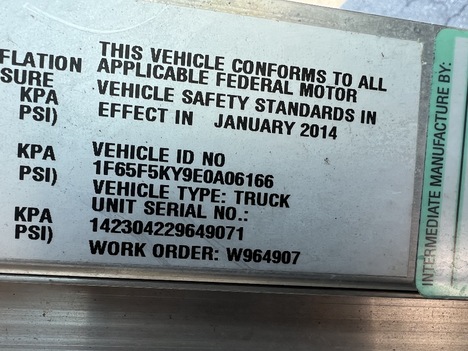 FLATION
SURE
KPA
PSI)
KPA
PSI)
KPA
PSI)
THIS VEHICLE CONFORMS TO ALL
APPLICABLE FEDERAL MOTOR
VEHICLE SAFETY STANDARDS IN
EFFECT IN JANUARY 2014
VEHICLE ID NO
1F65F5KY9E0A06166
VEHICLE TYPE: TRUCK
UNIT SERIAL NO.:
142304229649071
WORK ORDER: W964907
INTERMEDIATE MANUFACTURE BY: